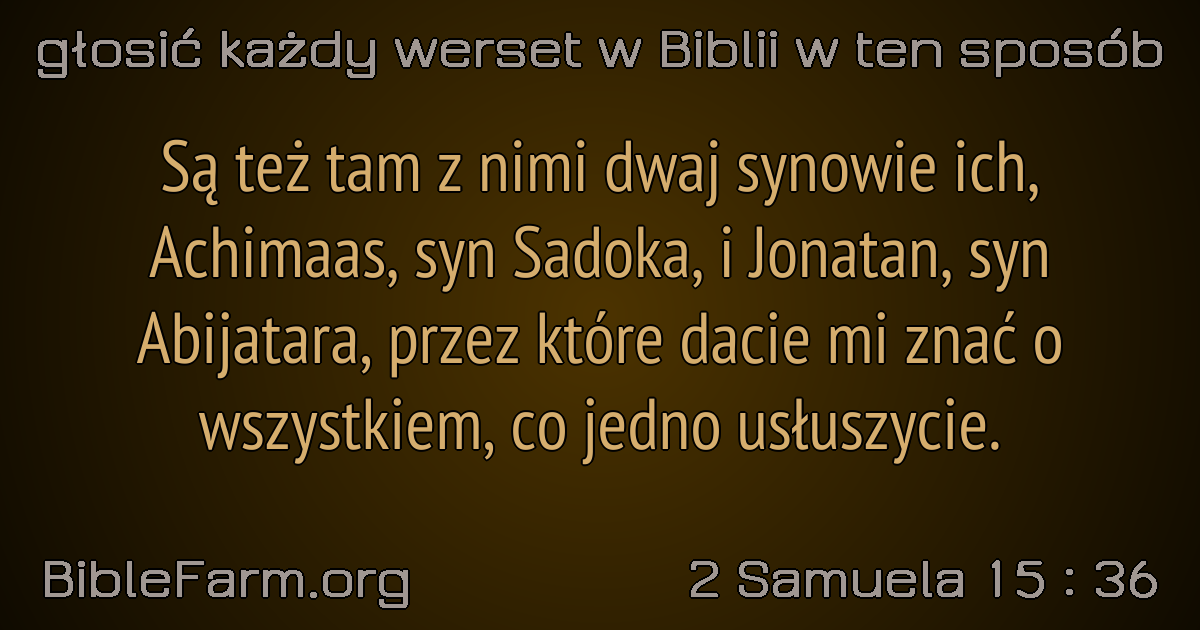 głosić każdy werset w Biblii w ten sposób
Są też tam z nimi dwaj synowie ich,
Achimaas, syn Sadoka, i Jonatan, syn
Abijatara, przez które dacie mi znać o
wszystkiem, co jedno usłuszycie.
BibleFarm.org
2 Samuela 15 : 36